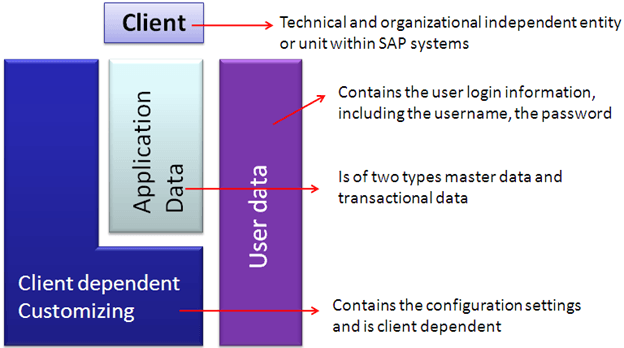 Client
Technical and organizational independent entity
or unit within SAP systems
Contains the user login information,
including the username, the password
Application
Data
User data
Is of two types master data and
transactional data
Client dependent
Customizing
Contains the configuration settings
and is client dependent